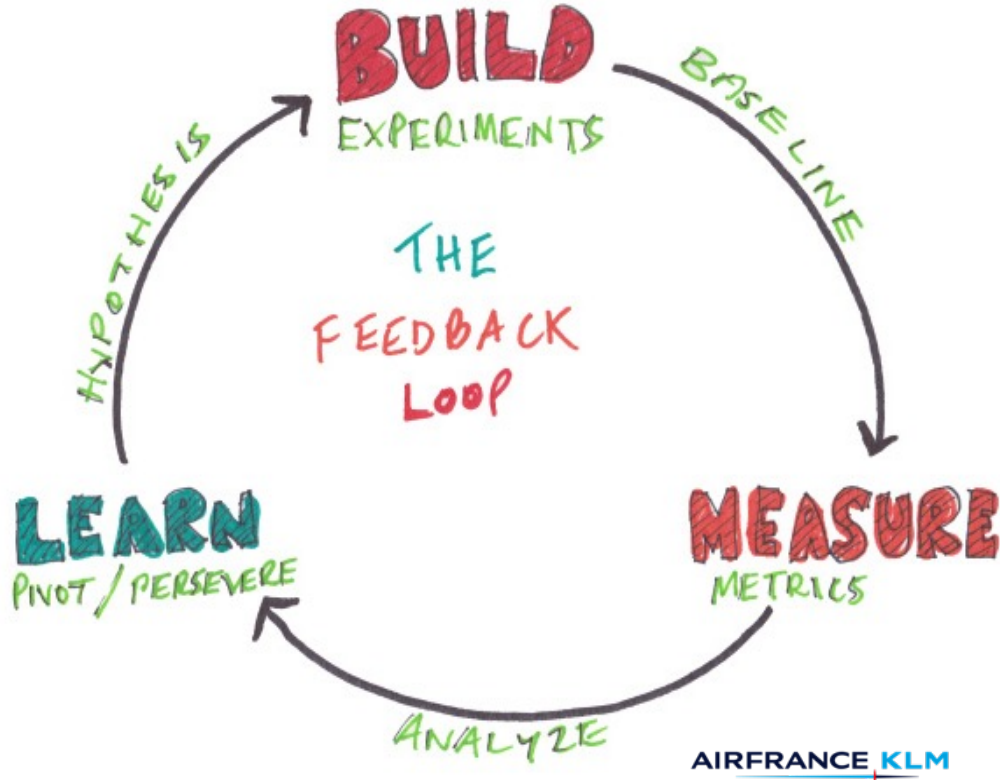 BUILD
EXPERIMENTS
BASELINE
HYPOTHESIS
THE
FEEDBACK
LOOP
LEARN
PIVOT / PERSEVERE
MEASURE
METRICS
ANALYZE
AIRFRANCE KLM